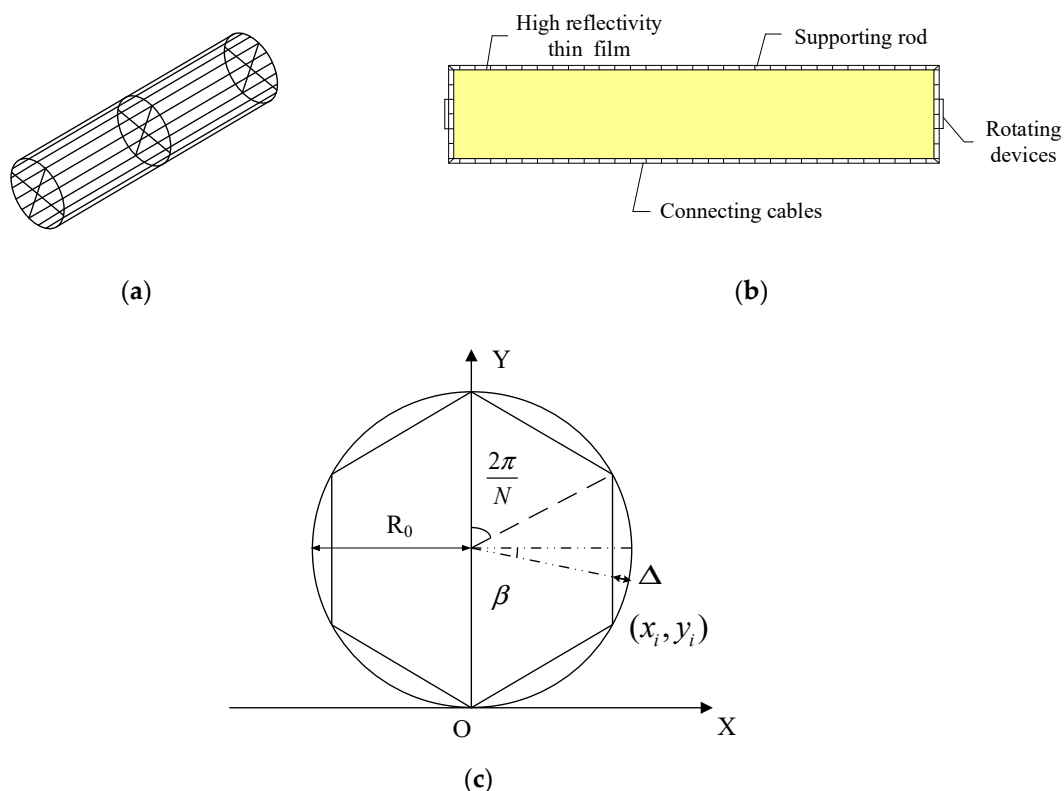 High reflectivity
thin film
Supporting rod
Rotating
devices
Connecting cables
(a)
(b)
Y
2π
N
R₀
Δ
β
(xᵢ, yᵢ)
O
X
(c)